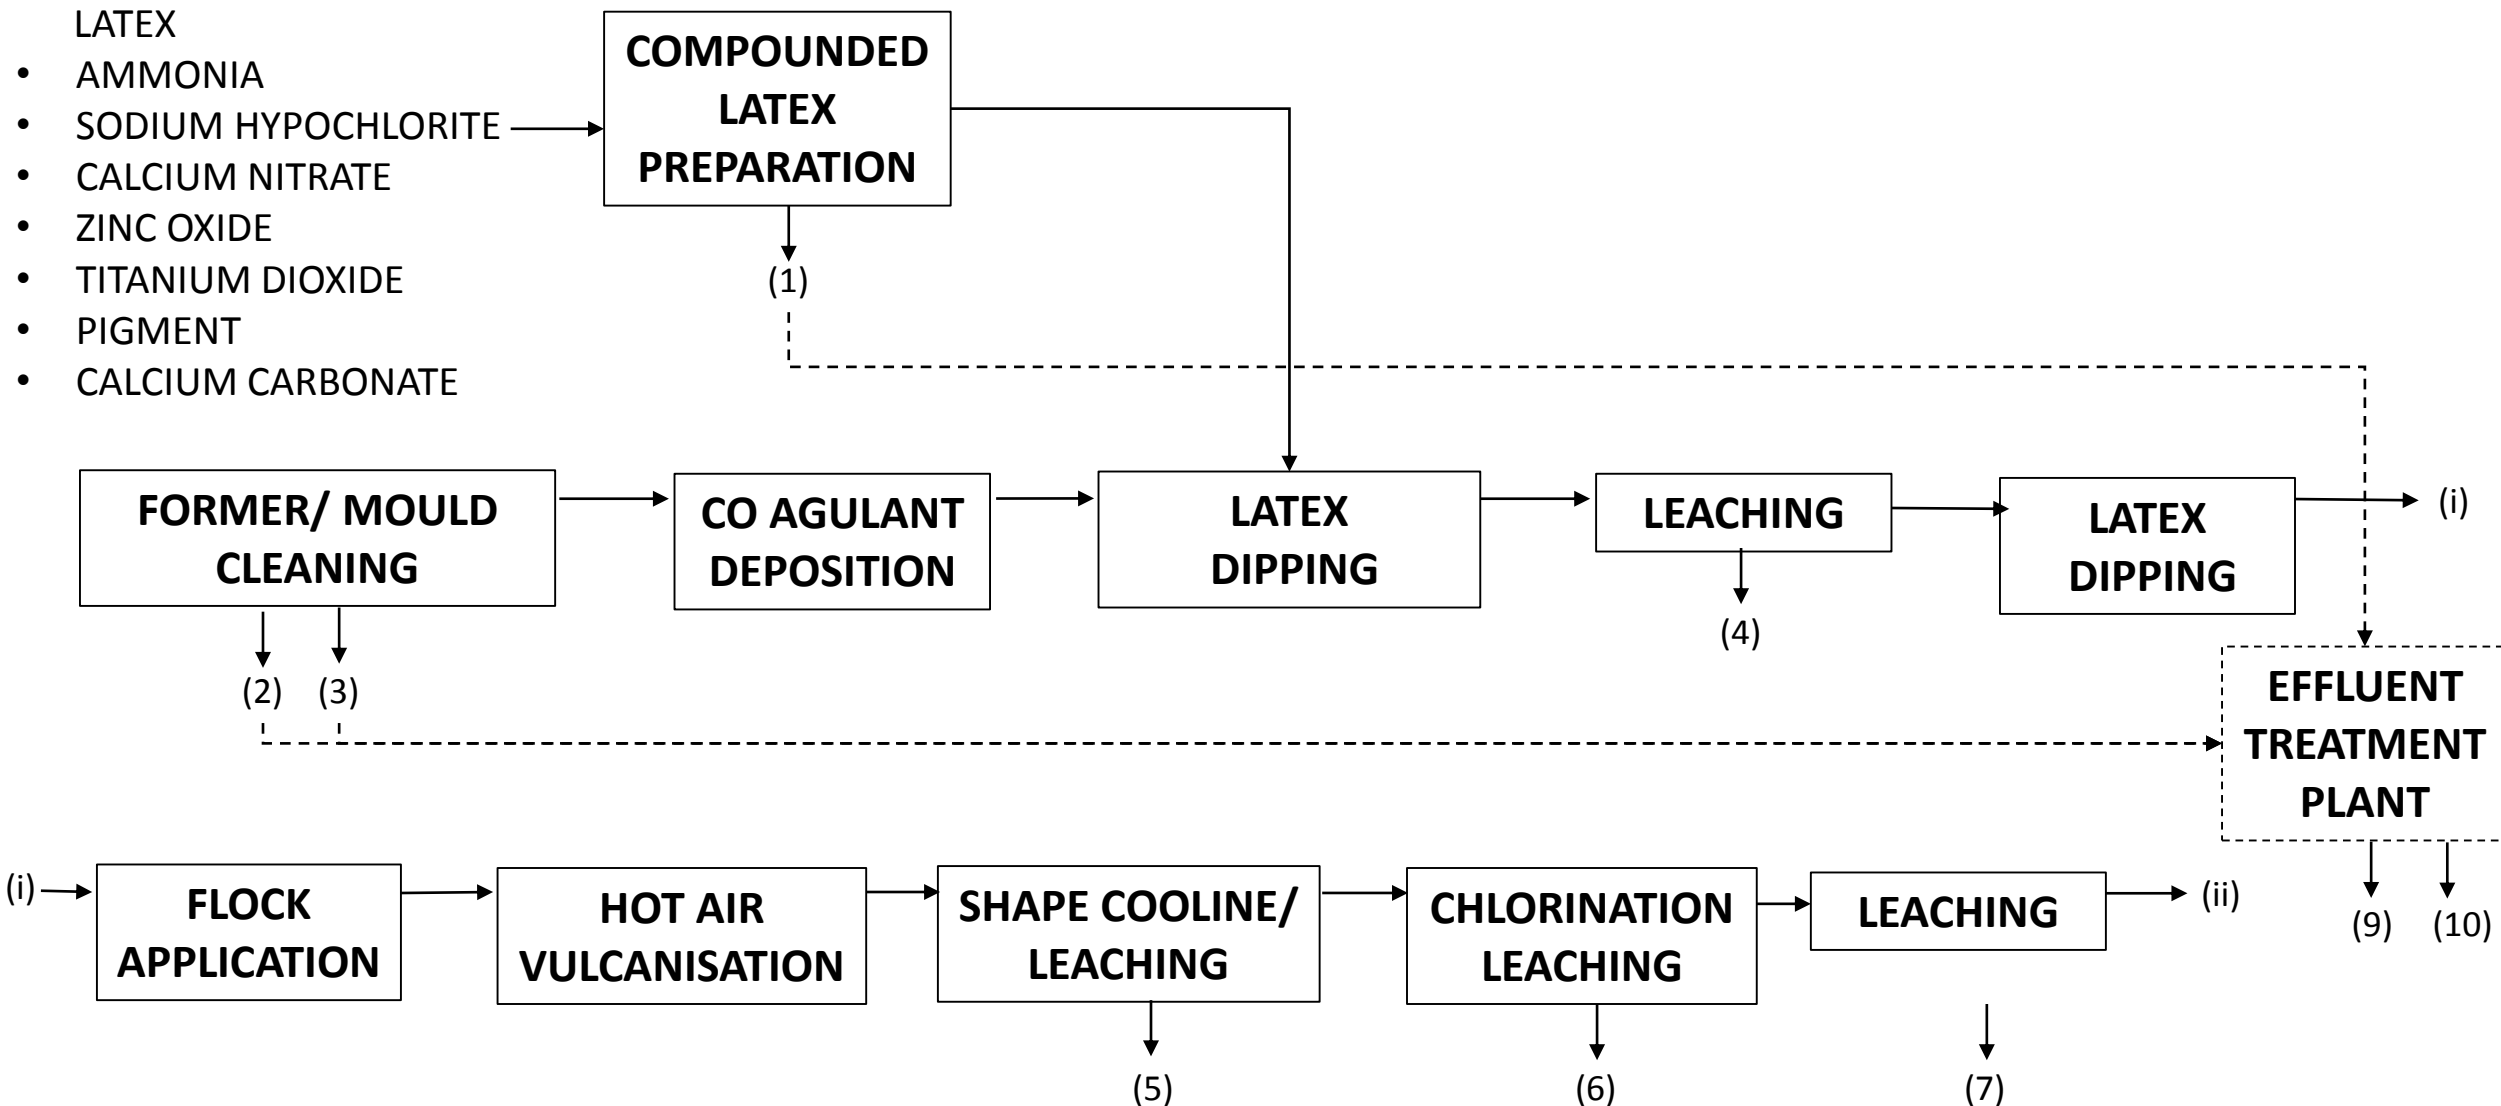 LATEX
• AMMONIA
• SODIUM HYPOCHLORITE
• CALCIUM NITRATE
• ZINC OXIDE
• TITANIUM DIOXIDE
• PIGMENT
• CALCIUM CARBONATE
COMPOUNDED
LATEX
PREPARATION
(1)
FORMER/ MOULD
CLEANING
CO AGULANT
DEPOSITION
LATEX
DIPPING
LEACHING
LATEX
DIPPING
(i)
(2)
(3)
(4)
EFFLUENT
TREATMENT
PLANT
(i)
FLOCK
APPLICATION
HOT AIR
VULCANISATION
SHAPE COOLINE/
LEACHING
CHLORINATION
LEACHING
LEACHING
(ii)
(9)
(10)
(5)
(6)
(7)